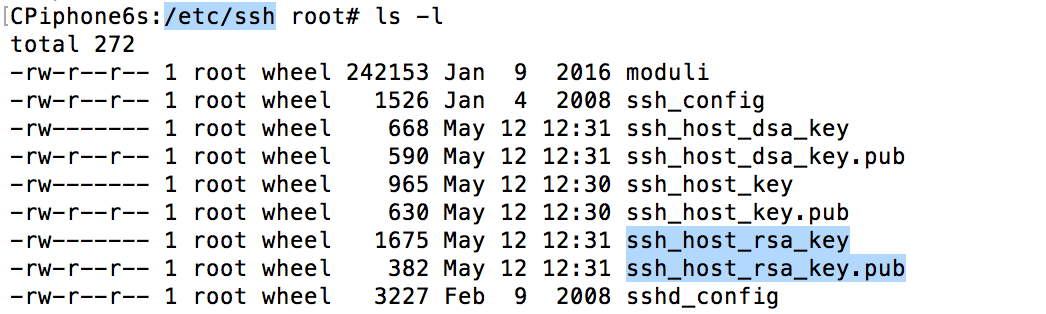 [CPiphone6s:/etc/ssh root# ls -l
total 272
-rw-r--r-- 1 root wheel 242153 Jan  9  2016 moduli
-rw-r--r-- 1 root wheel   1526 Jan  4  2008 ssh_config
-rw------- 1 root wheel    668 May 12 12:31 ssh_host_dsa_key
-rw-r--r-- 1 root wheel    590 May 12 12:31 ssh_host_dsa_key.pub
-rw------- 1 root wheel    965 May 12 12:30 ssh_host_key
-rw-r--r-- 1 root wheel    630 May 12 12:30 ssh_host_key.pub
-rw------- 1 root wheel   1675 May 12 12:31 ssh_host_rsa_key
-rw-r--r-- 1 root wheel    382 May 12 12:31 ssh_host_rsa_key.pub
-rw-r--r-- 1 root wheel   3227 Feb  9  2008 sshd_config